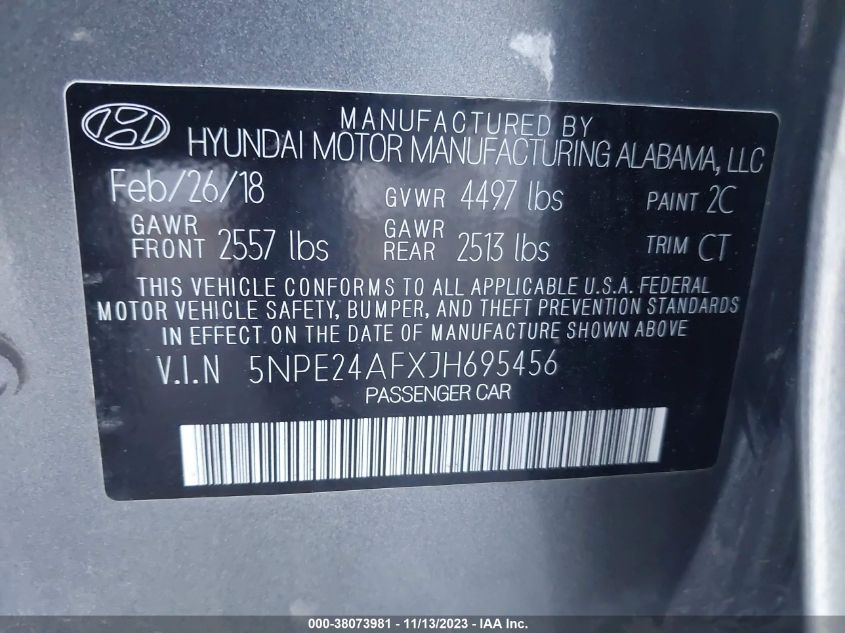 MANUFACTURED BY
HYUNDAI MOTOR MANUFACTURING ALABAMA, LLC
Feb/26/18 GVWR 4497 lbs PAINT 2C
GAWR FRONT 2557 lbs GAWR REAR 2513 lbs TRIM CT
THIS VEHICLE CONFORMS TO ALL APPLICABLE U.S.A. FEDERAL
MOTOR VEHICLE SAFETY, BUMPER, AND THEFT PREVENTION STANDARDS
IN EFFECT ON THE DATE OF MANUFACTURE SHOWN ABOVE
V.I.N 5NPE24AFXJH695456
PASSENGER CAR
000-38073981 - 11/13/2023 - IAA Inc.